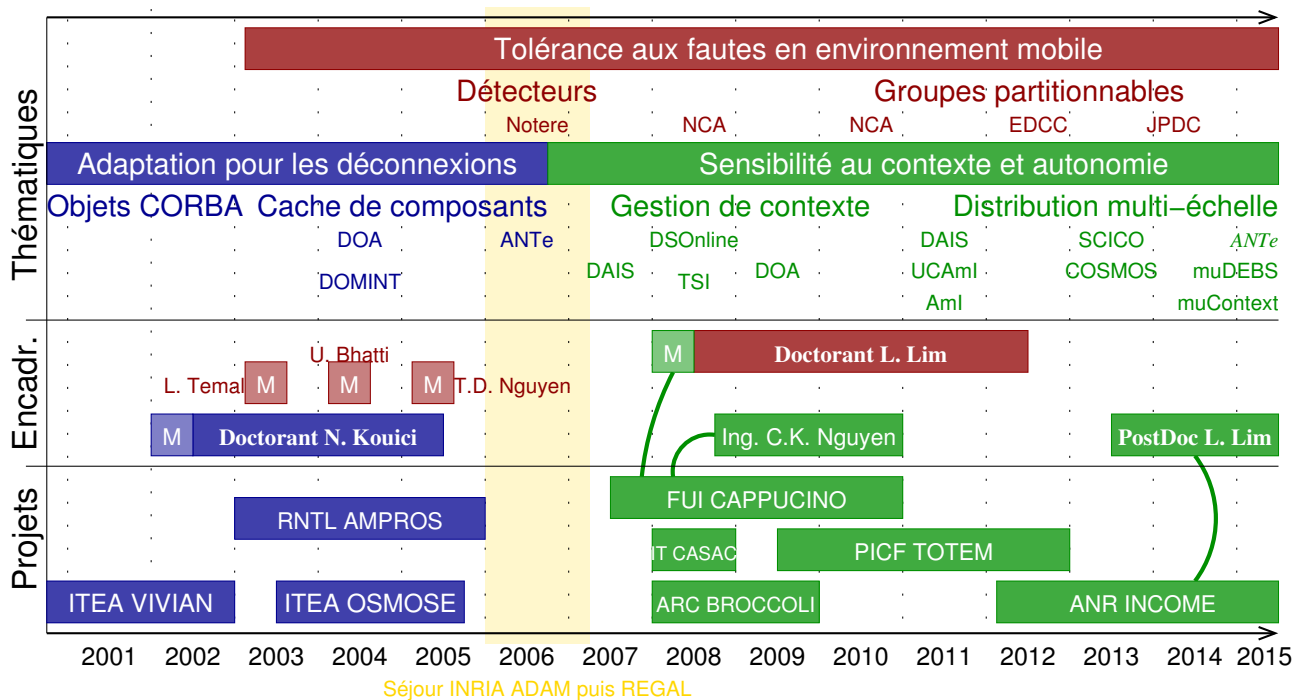 Tolérance aux fautes en environnement mobile
Détecteurs
Groupes partitionnables
Notere
NCA
NCA
EDCC
JPDC
Thématiques
Adaptation pour les déconnexions
Sensibilité au contexte et autonomie
Objets CORBA
Cache de composants
Gestion de contexte
Distribution multi−échelle
DOA
ANTe
DSOnline
DAIS
SCICO
ANTe
DOMINT
DAIS
TSI
DOA
UCAmI
COSMOS
muDEBS
AmI
muContext
Encadr.
U. Bhatti
M
Doctorant L. Lim
L. Temal
M
M
M
T.D. Nguyen
M
Doctorant N. Kouici
Ing. C.K. Nguyen
PostDoc L. Lim
Projets
FUI CAPPUCINO
RNTL AMPROS
IT CASAC
PICF TOTEM
ITEA VIVIAN
ITEA OSMOSE
ARC BROCCOLI
ANR INCOME
2001
2002
2003
2004
2005
2006
2007
2008
2009
2010
2011
2012
2013
2014
2015
Séjour INRIA ADAM puis REGAL